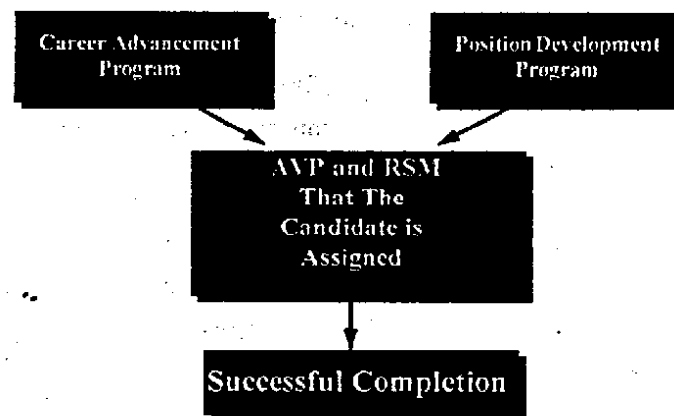 Career Advancement
Program
Position Development
Program
AVP and RSM
That The
Candidate is
Assigned
Successful Completion